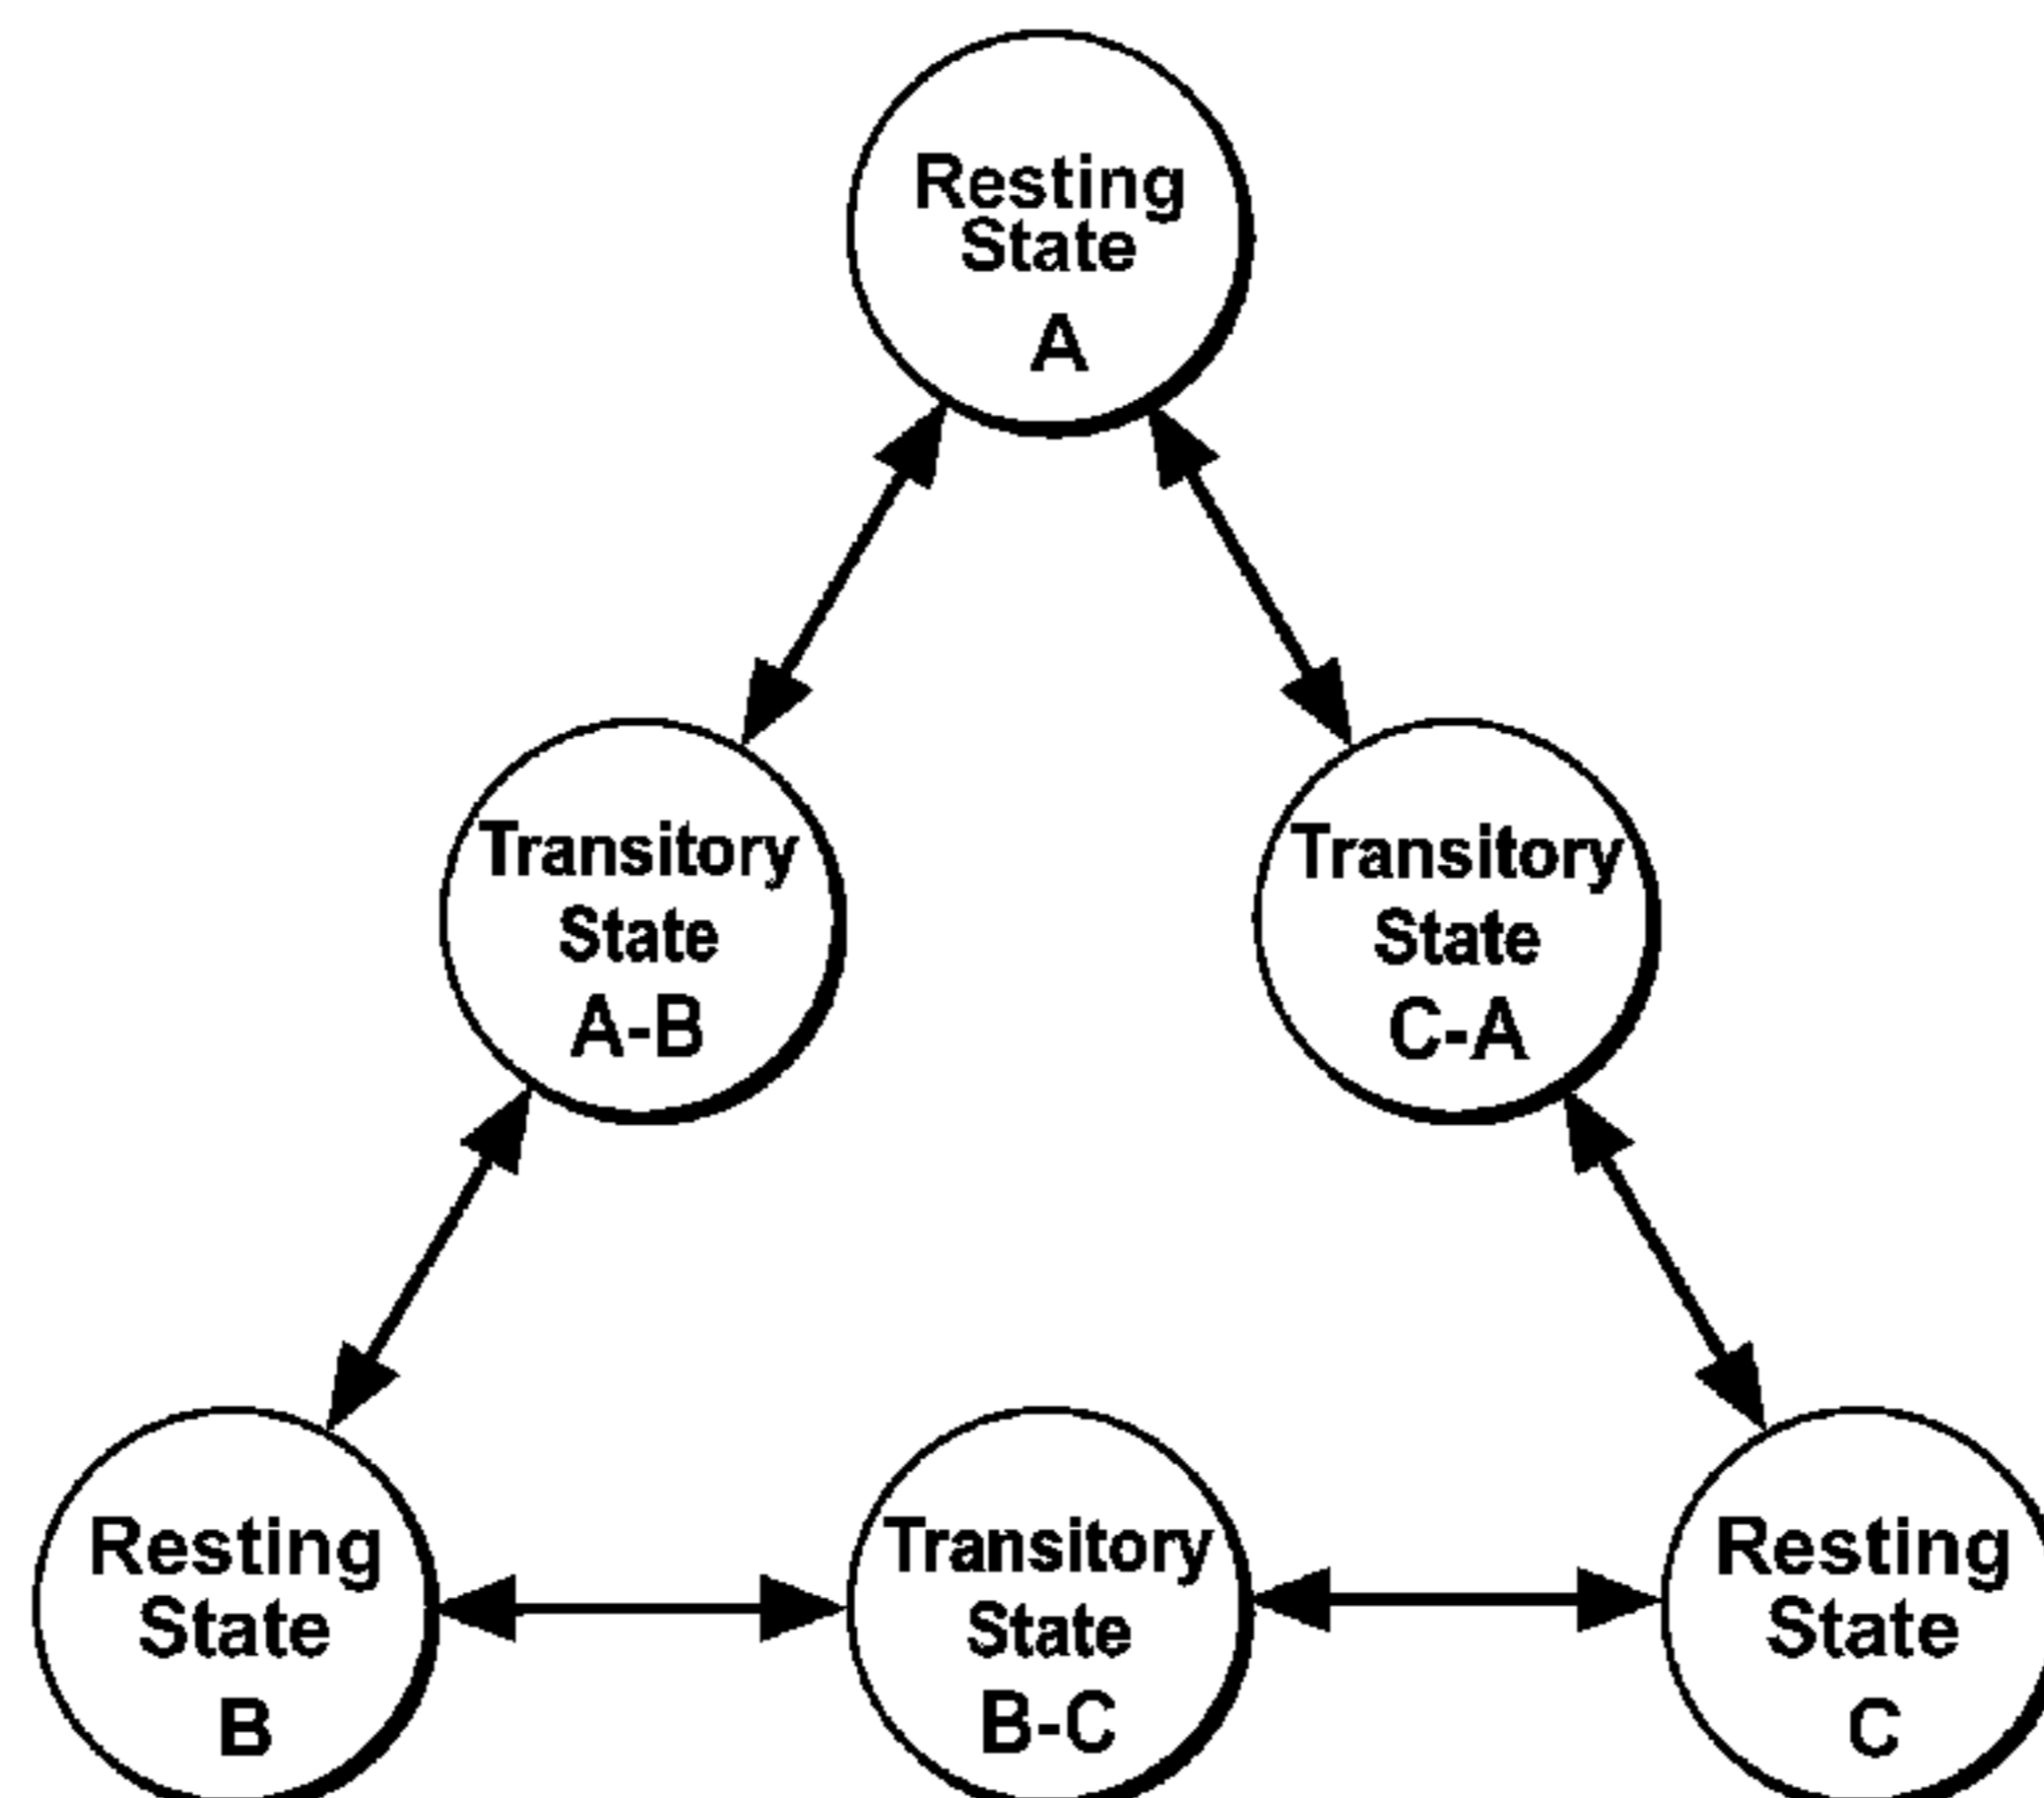 Resting
State
A
Transitory
State
A-B
Transitory
State
C-A
Resting
State
B
Transitory
State
B-C
Resting
State
C